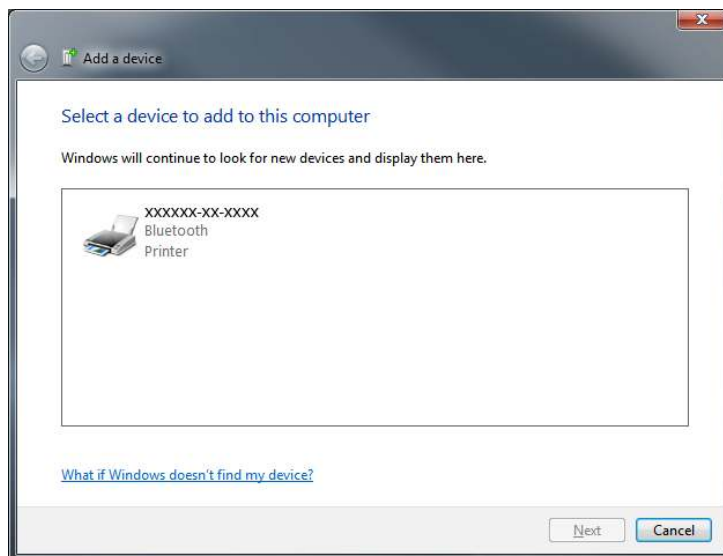 Add a device
Select a device to add to this computer
Windows will continue to look for new devices and display them here.
XXXXXX-XX-XXXX
Bluetooth
Printer
What if Windows doesn't find my device?
Next
Cancel